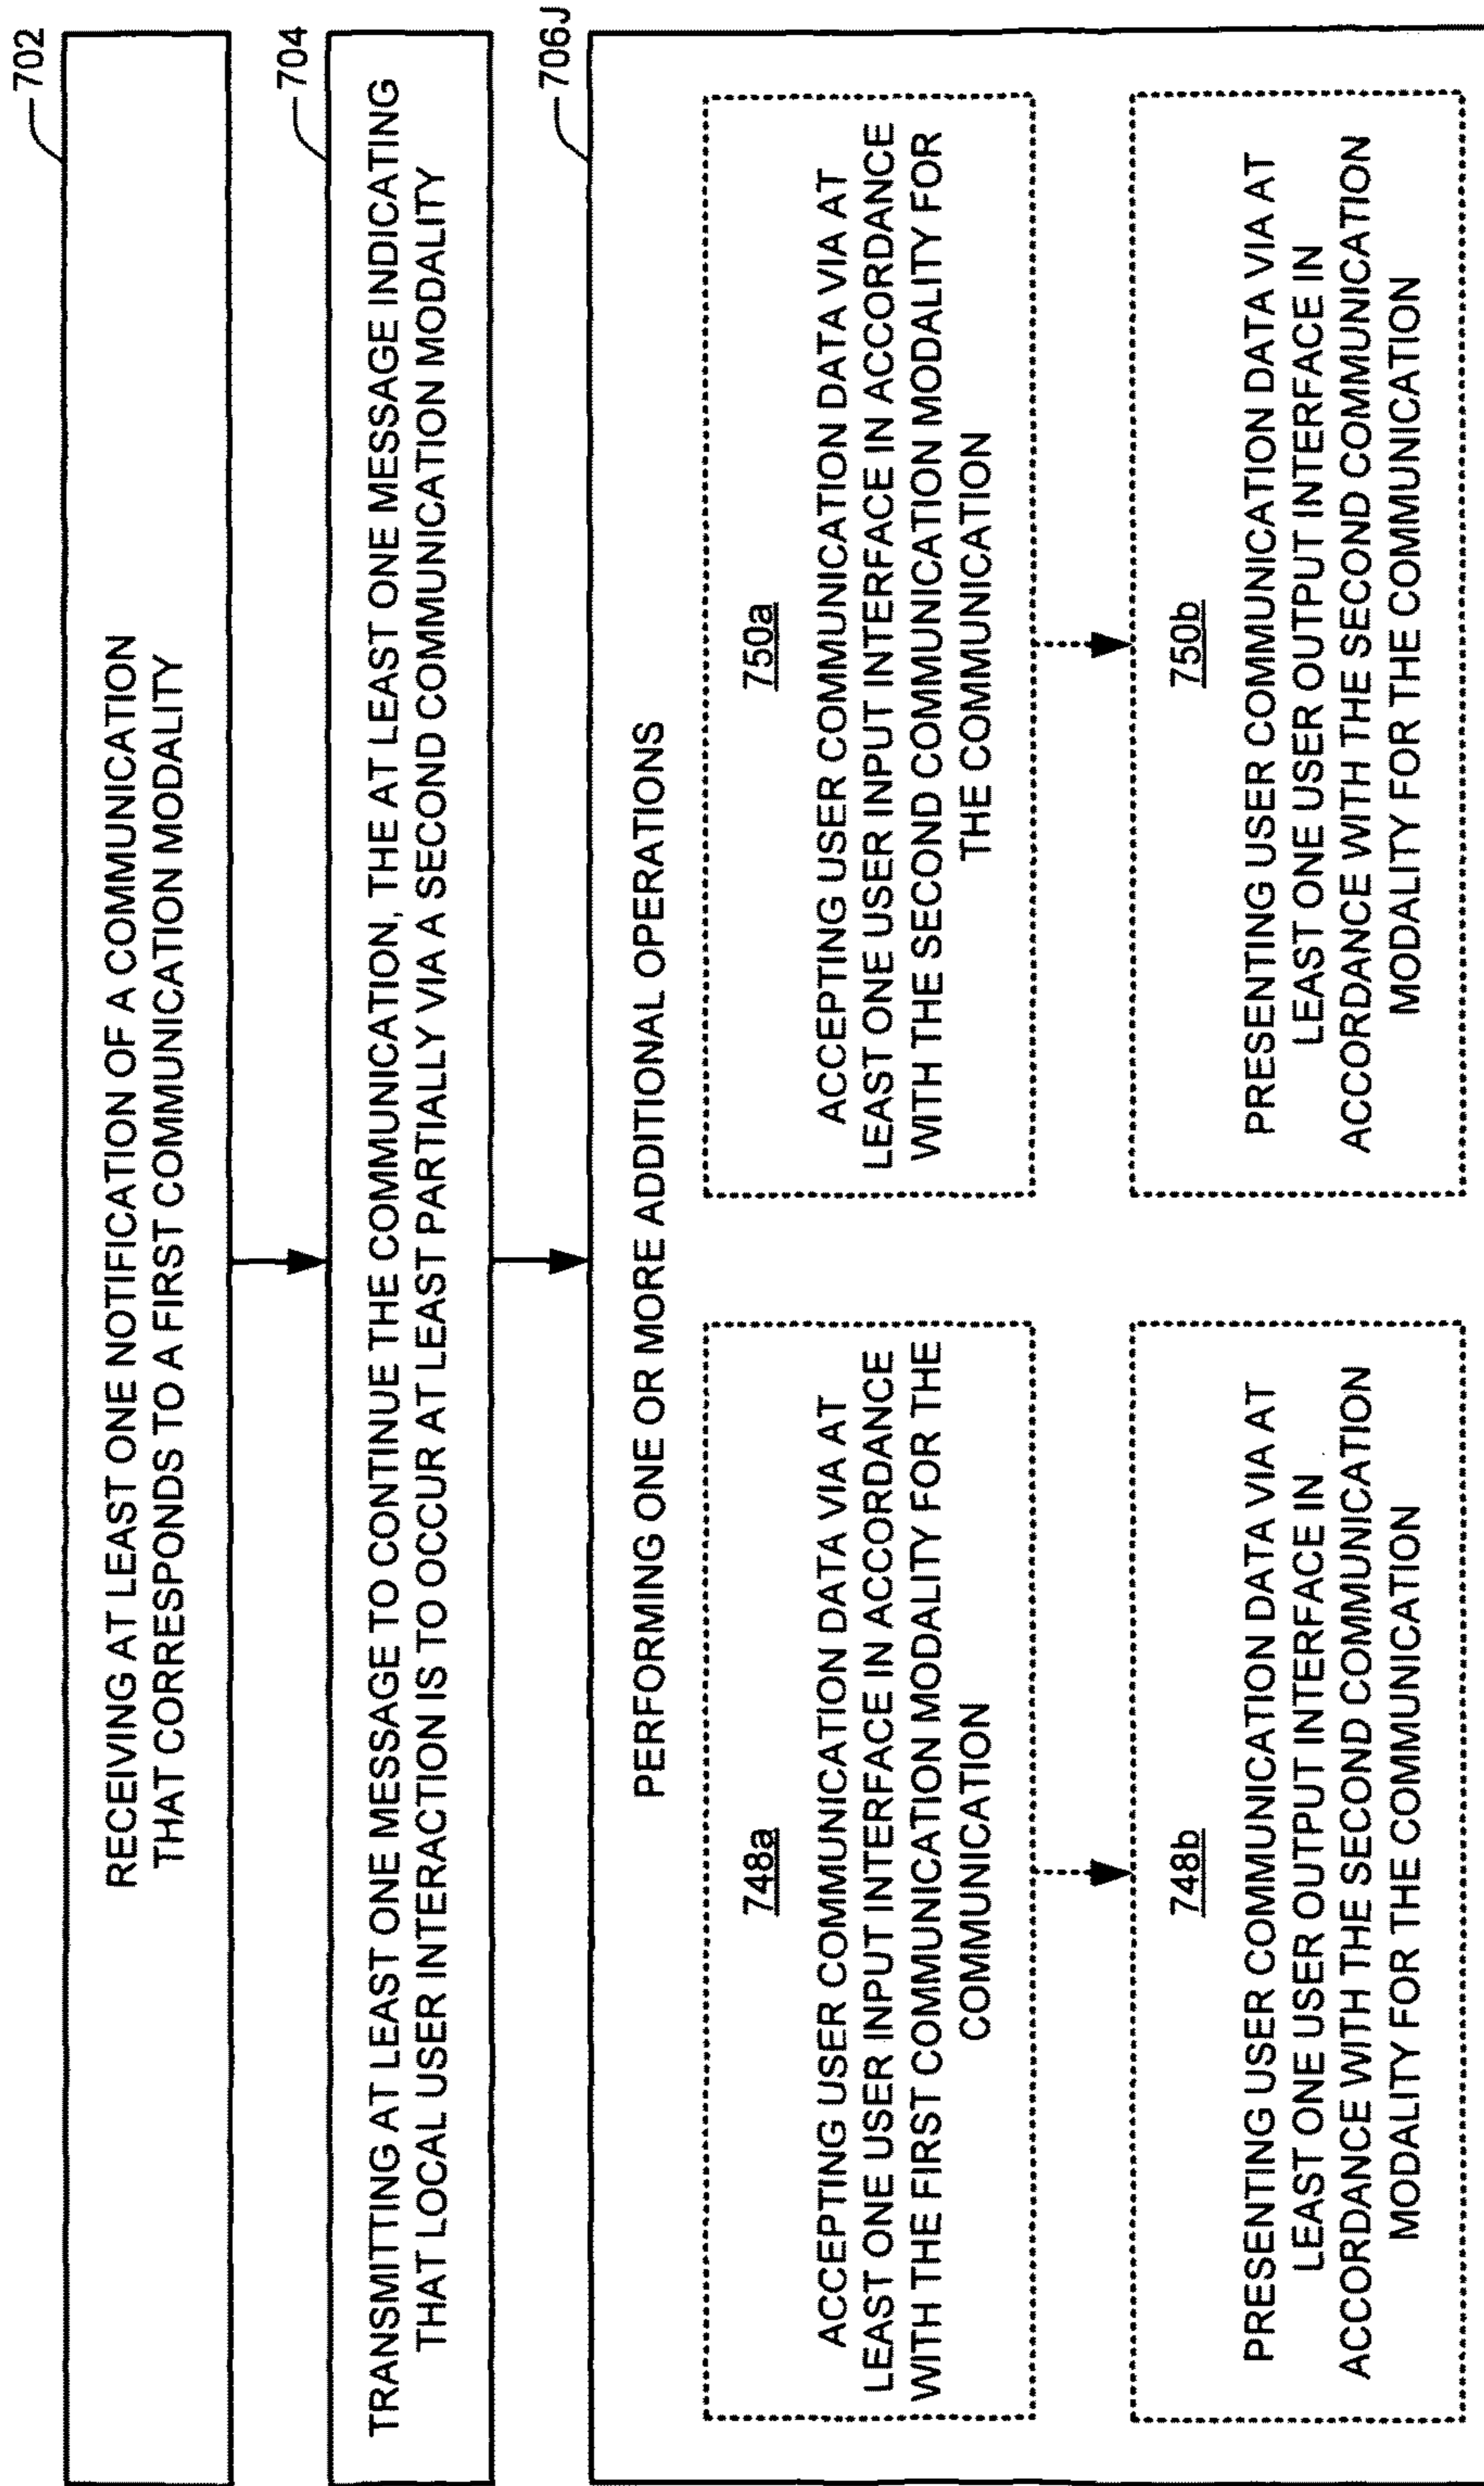 702
RECEIVING AT LEAST ONE NOTIFICATION OF A COMMUNICATION
THAT CORRESPONDS TO A FIRST COMMUNICATION MODALITY
704
TRANSMITTING AT LEAST ONE MESSAGE TO CONTINUE THE COMMUNICATION, THE AT LEAST ONE MESSAGE INDICATING
THAT LOCAL USER INTERACTION IS TO OCCUR AT LEAST PARTIALLY VIA A SECOND COMMUNICATION MODALITY
706J
PERFORMING ONE OR MORE ADDITIONAL OPERATIONS
748a
ACCEPTING USER COMMUNICATION DATA VIA AT
LEAST ONE USER INPUT INTERFACE IN ACCORDANCE
WITH THE FIRST COMMUNICATION MODALITY FOR THE
COMMUNICATION
748b
PRESENTING USER COMMUNICATION DATA VIA AT
LEAST ONE USER OUTPUT INTERFACE IN
ACCORDANCE WITH THE SECOND COMMUNICATION
MODALITY FOR THE COMMUNICATION
750a
ACCEPTING USER COMMUNICATION DATA VIA AT
LEAST ONE USER INPUT INTERFACE IN ACCORDANCE
WITH THE SECOND COMMUNICATION MODALITY FOR
THE COMMUNICATION
750b
PRESENTING USER COMMUNICATION DATA VIA AT
LEAST ONE USER OUTPUT INTERFACE IN
ACCORDANCE WITH THE SECOND COMMUNICATION
MODALITY FOR THE COMMUNICATION